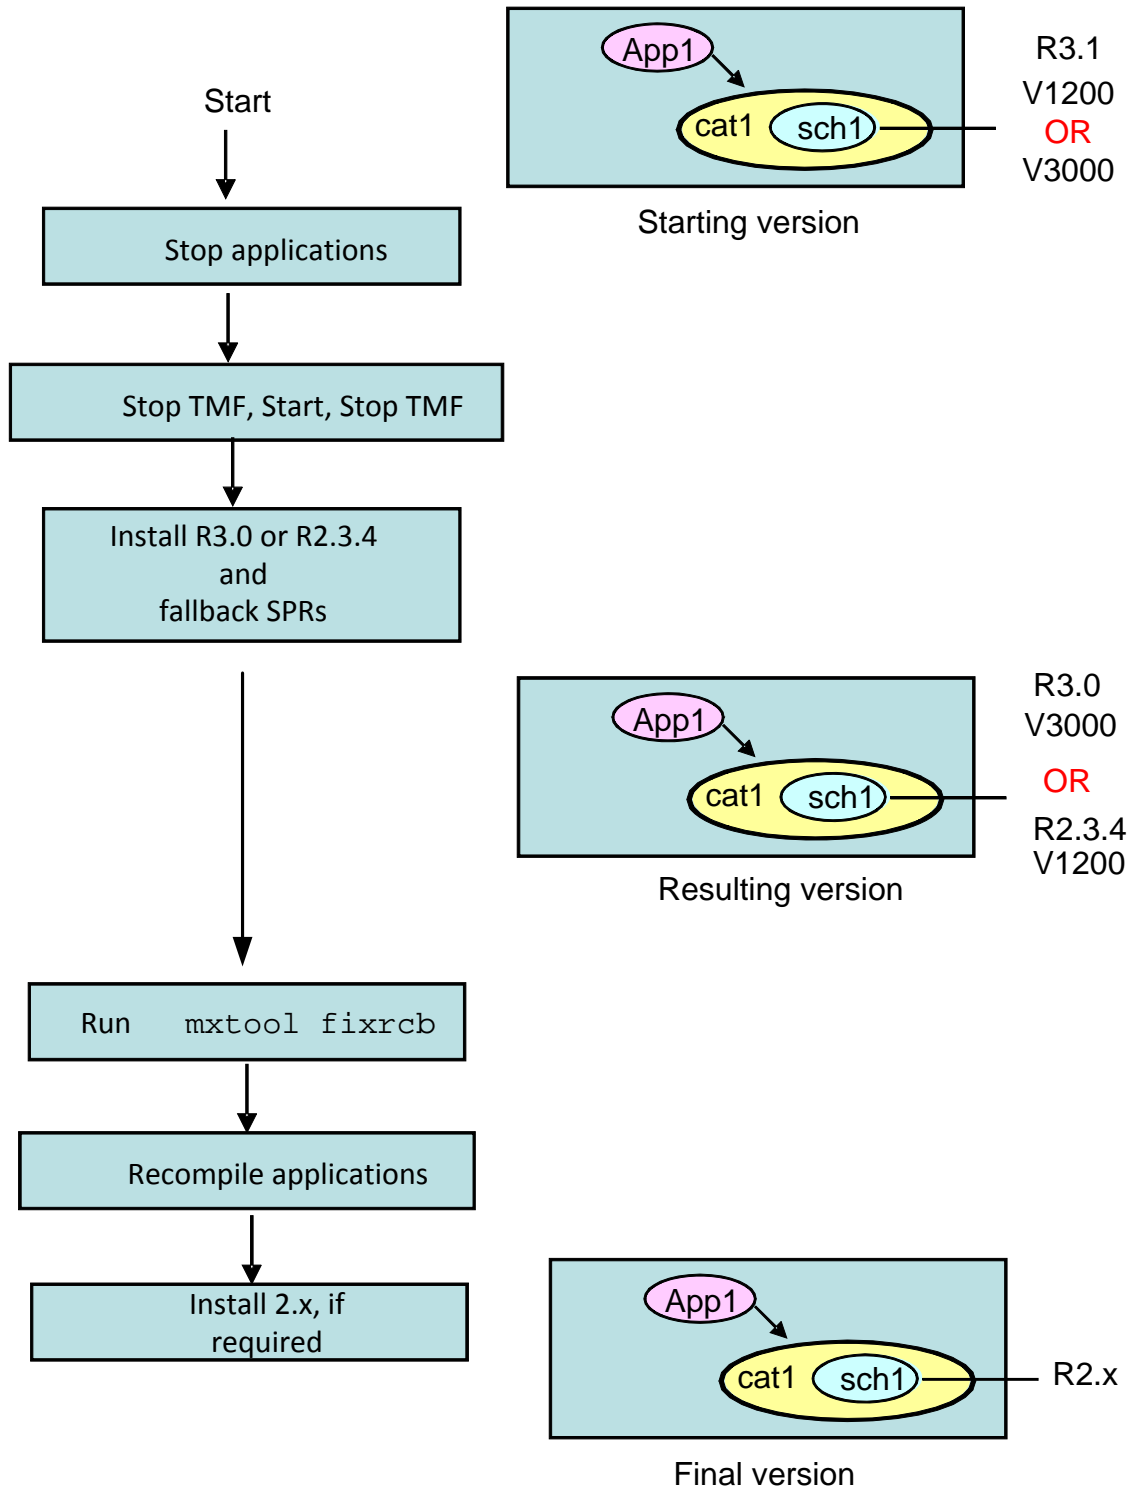 App1
cat1
sch1
R3.1
V1200
OR
V3000
Starting version
Start
Stop applications
Stop TMF, Start, Stop TMF
Install R3.0 or R2.3.4
and
fallback SPRs
App1
cat1
sch1
R3.0
V3000
OR
R2.3.4
V1200
Resulting version
Run mxtool fixrcb
Recompile applications
Install 2.x, if
required
App1
cat1
sch1
R2.x
Final version